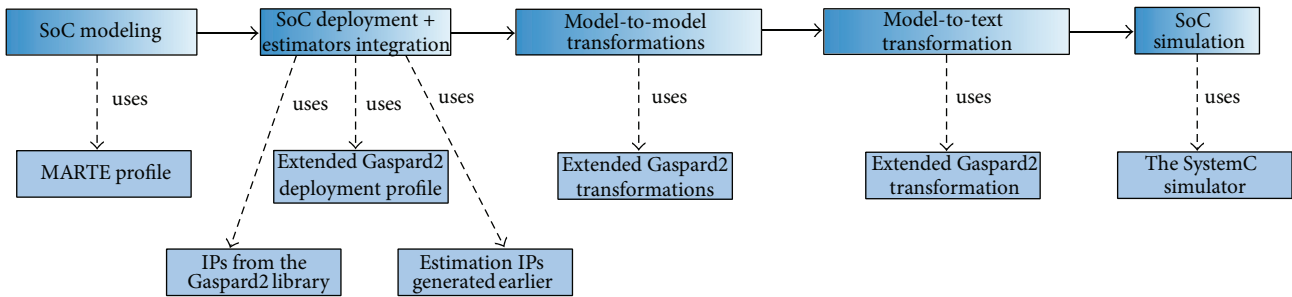 SoC modeling
SoC deployment +
estimators integration
Model-to-model
transformations
Model-to-text
transformation
SoC
simulation
uses
uses
uses
uses
uses
uses
uses
MARTE profile
Extended Gaspard2
deployment profile
Extended Gaspard2
transformations
Extended Gaspard2
transformation
The SystemC
simulator
IPs from the
Gaspard2 library
Estimation IPs
generated earlier